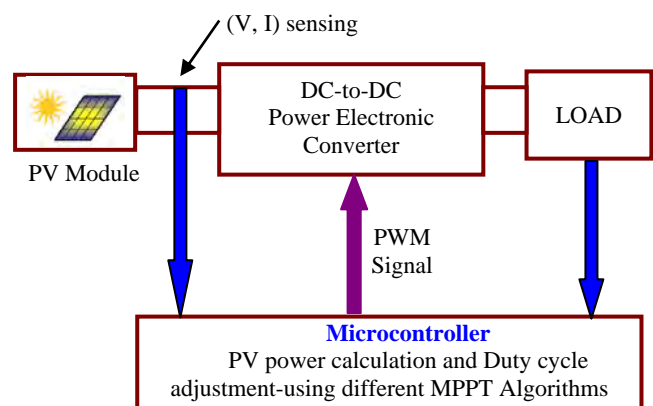 (V, I) sensing
DC-to-DC
Power Electronic
Converter
LOAD
PV Module
PWM
Signal
Microcontroller
PV power calculation and Duty cycle
adjustment-using different MPPT Algorithms